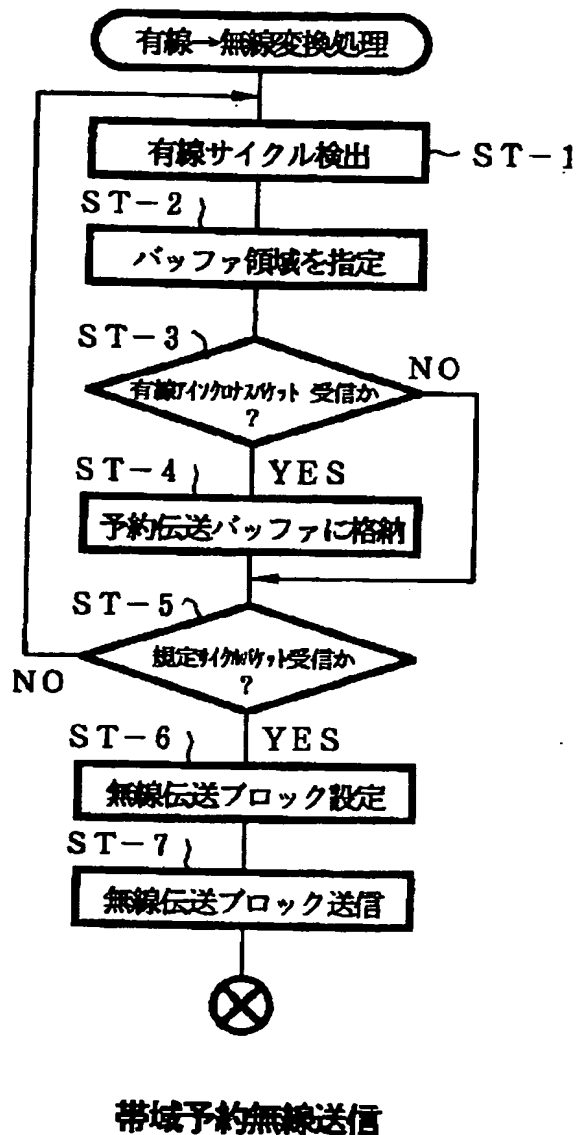 有線→無線変換処理
有線サイクル検出
ST-1
ST-2
バッファ領域を指定
ST-3
NO
有線アイソクロナスパケット 受信か
?
ST-4
YES
予約伝送バッファに格納
ST-5
規定サイクルパケット受信か
?
NO
ST-6
YES
無線伝送ブロック設定
ST-7
無線伝送ブロック送信
帯域予約無線送信